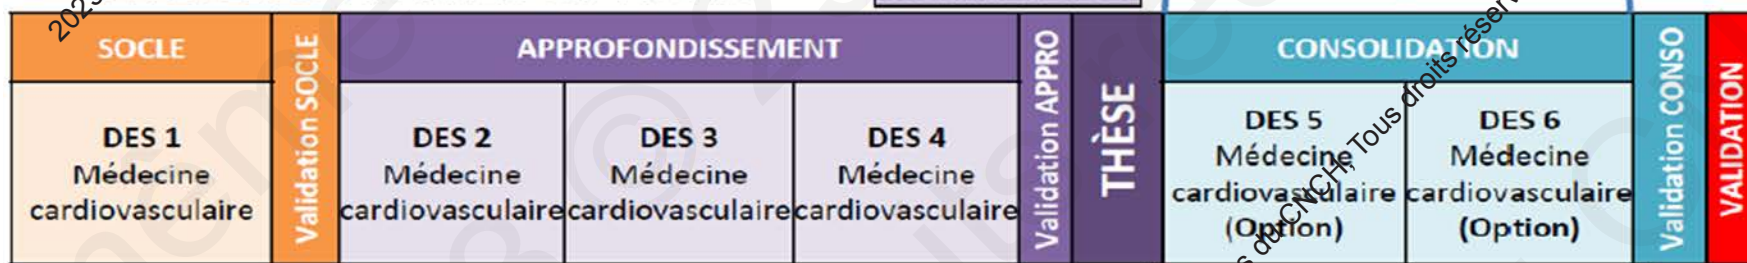 SOCLE
Validation SOCLE
APPROFONDISSEMENT
Validation APPRO
THÈSE
CONSOLIDATION
Validation CONSO
VALIDATION
DES 1
Médecine
cardiovasculaire
DES 2
Médecine
cardiovasculaire
DES 3
Médecine
cardiovasculaire
DES 4
Médecine
cardiovasculaire
DES 5
Médecine
cardiovasculaire
(Option)
DES 6
Médecine
cardiovasculaire
(Option)
du CNCH, Tous droits